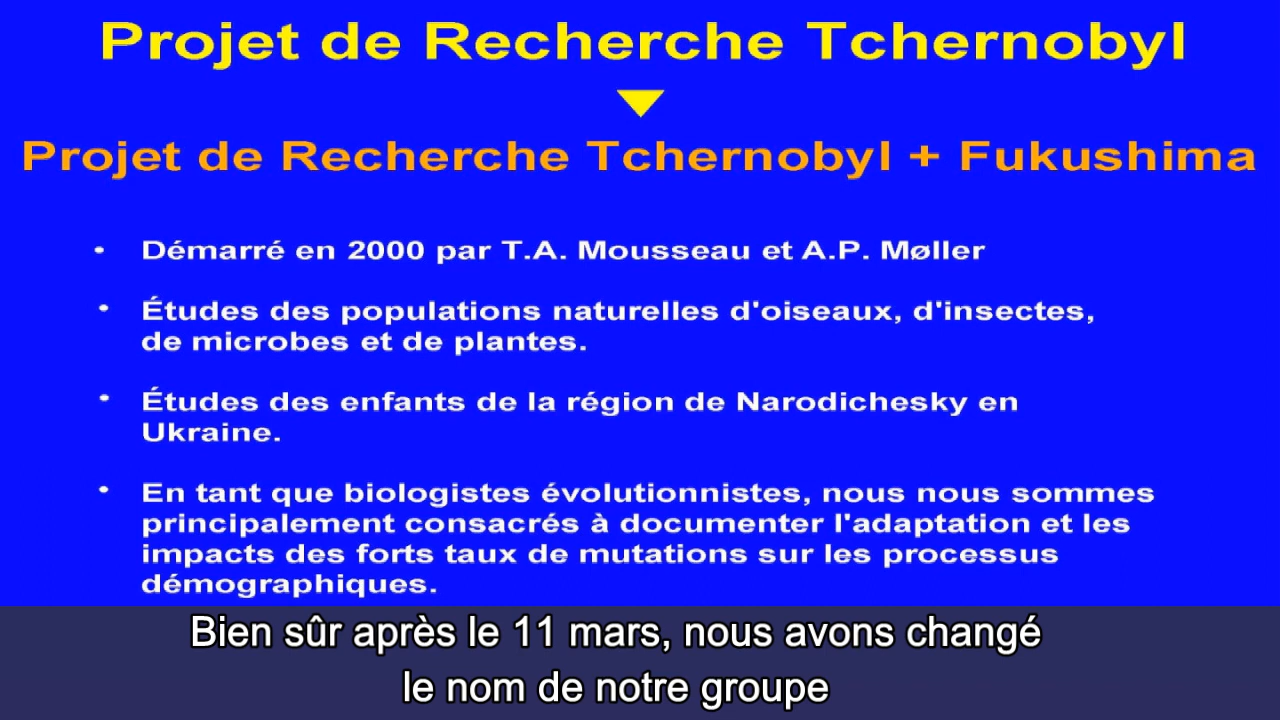 Projet de Recherche Tchernobyl
Projet de Recherche Tchernobyl + Fukushima
• Démarré en 2000 par T.A. Mousseau et A.P. Møller
• Études des populations naturelles d'oiseaux, d'insectes,
de microbes et de plantes.
• Études des enfants de la région de Narodichesky en
Ukraine.
• En tant que biologistes évolutionnistes, nous nous sommes
principalement consacrés à documenter l'adaptation et les
impacts des forts taux de mutations sur les processus
démographiques.
Bien sûr après le 11 mars, nous avons changé
le nom de notre groupe